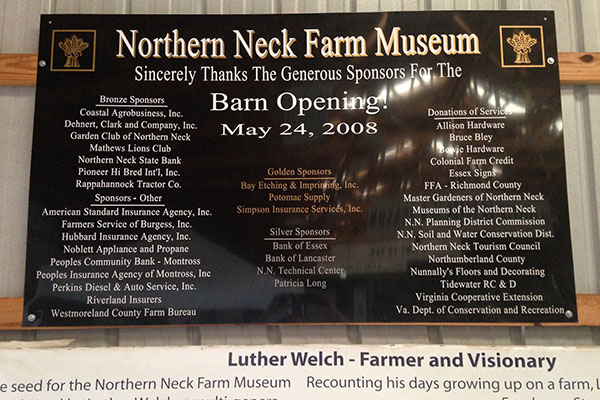 Northern Neck Farm Museum
Sincerely Thanks The Generous Sponsors For The
Barn Opening!
May 24, 2008
Bronze Sponsors
Coastal Agrobusiness, Inc.
Dehnert, Clark and Company, Inc.
Garden Club of Northern Neck
Mathews Lions Club
Northern Neck State Bank
Pioneer Hi Bred Int'l, Inc.
Rappahannock Tractor Co.
Sponsors - Other
American Standard Insurance Agency, Inc.
Farmers Service of Burgess, Inc.
Hubbard Insurance Agency, Inc.
Noblett Appliance and Propane
Peoples Community Bank - Montross
Peoples Insurance Agency of Montross, Inc
Perkins Diesel & Auto Service, Inc.
Riverland Insurers
Westmoreland County Farm Bureau
Golden Sponsors
Bay Etching & Imprinting, Inc.
Potomac Supply
Simpson Insurance Services, Inc.
Silver Sponsors
Bank of Essex
Bank of Lancaster
N.N. Technical Center
Patricia Long
Donations of Services
Allison Hardware
Bruce Bley
Bowie Hardware
Colonial Farm Credit
Essex Signs
FFA - Richmond County
Master Gardeners of Northern Neck
Museums of the Northern Neck
N.N. Planning District Commission
N.N. Soil and Water Conservation Dist.
Northern Neck Tourism Council
Northumberland County
Nunnally's Floors and Decorating
Tidewater RC & D
Virginia Cooperative Extension
Va. Dept. of Conservation and Recreation
Luther Welch - Farmer and Visionary
e seed for the Northern Neck Farm Museum
Recounting his days growing up on a farm, L